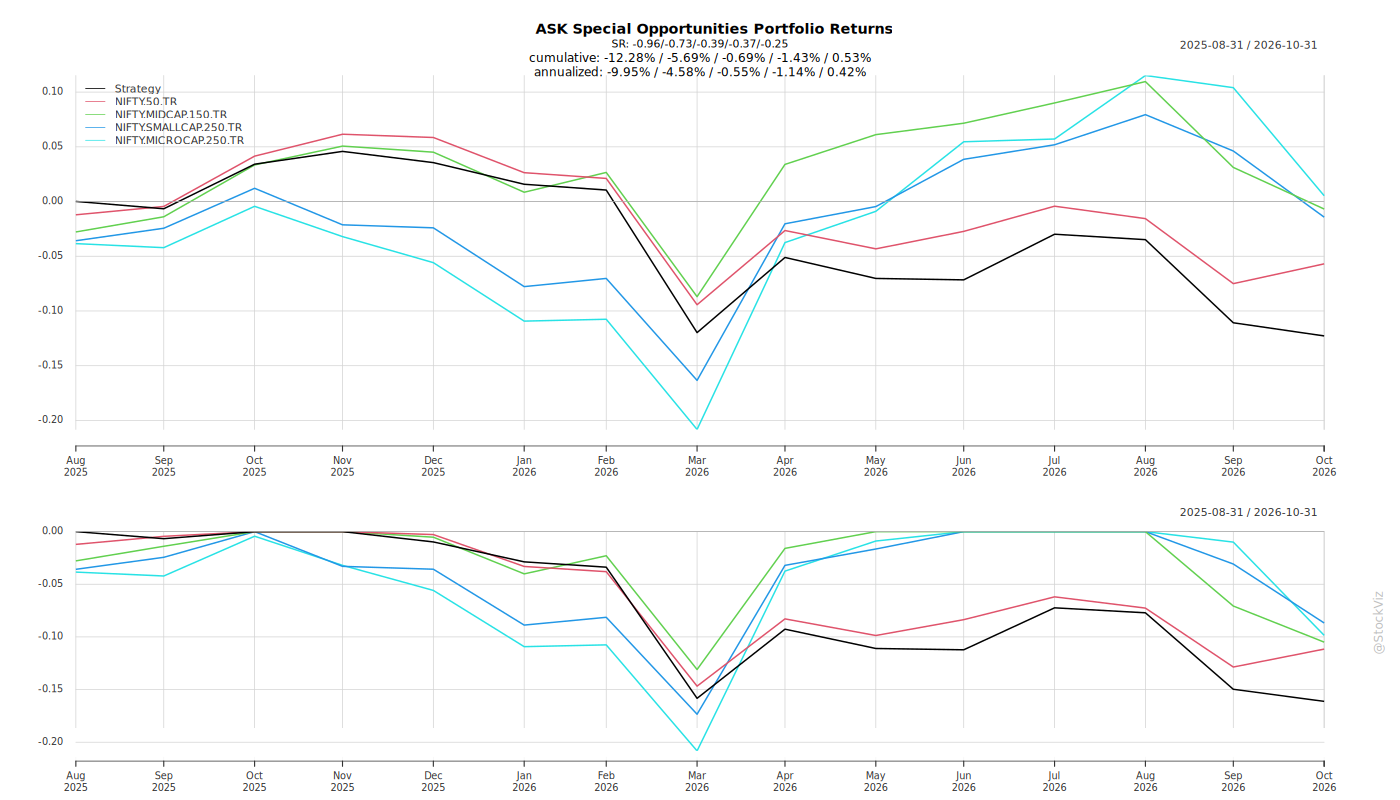 ASK Special Opportunities Portfolio Returns
SR: -0.96/-0.73/-0.39/-0.37/-0.25
cumulative: -12.28% / -5.69% / -0.69% / -1.43% / 0.53%
annualized: -9.95% / -4.58% / -0.55% / -1.14% / 0.42%
2025-08-31 / 2026-10-31
Strategy
NIFTY.50.TR
NIFTY.MIDCAP.150.TR
NIFTY.SMALLCAP.250.TR
NIFTY.MICROCAP.250.TR
0.10
0.05
0.00
-0.05
-0.10
-0.15
-0.20
Aug Sep Oct Nov Dec Jan Feb Mar Apr May Jun Jul Aug Sep Oct
2025 2025 2025 2025 2025 2026 2026 2026 2026 2026 2026 2026 2026 2026 2026
2025-08-31 / 2026-10-31
0.00
-0.05
-0.10
-0.15
-0.20
Aug Sep Oct Nov Dec Jan Feb Mar Apr May Jun Jul Aug Sep Oct
2025 2025 2025 2025 2025 2026 2026 2026 2026 2026 2026 2026 2026 2026 2026
@StockViz